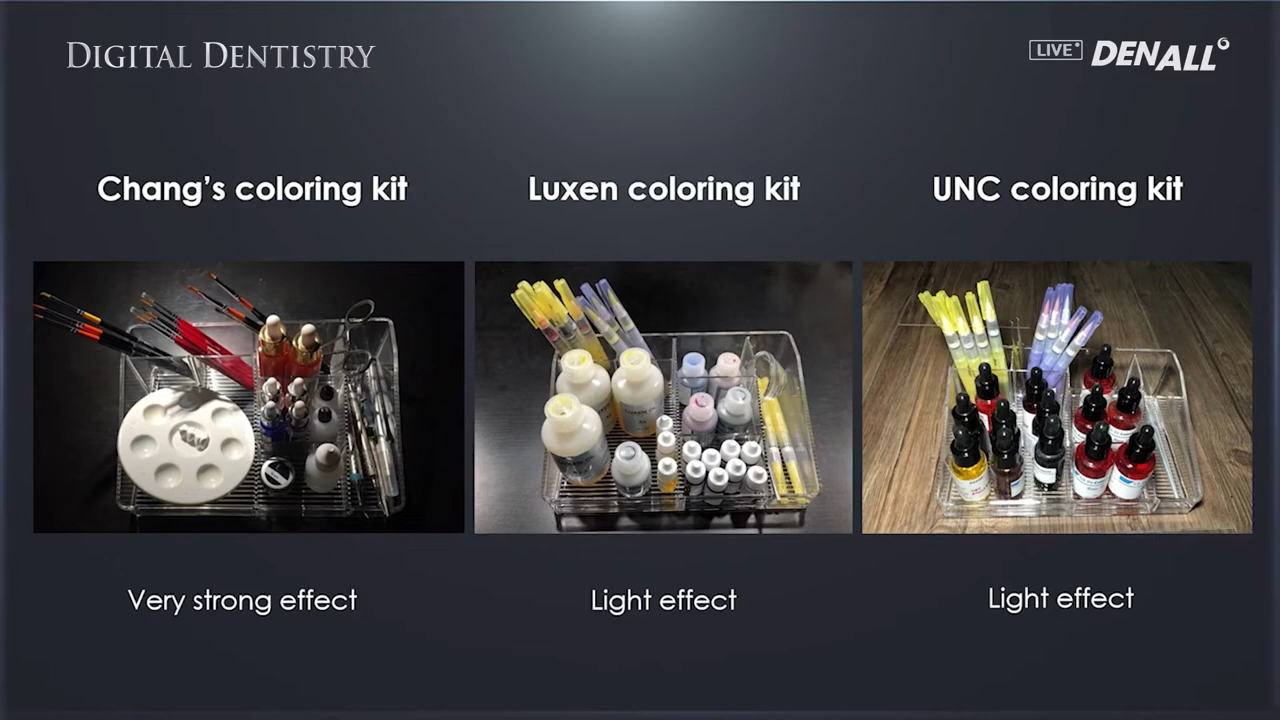 DIGITAL DENTISTRY
LIVE
DENALL
Chang's coloring kit
Luxen coloring kit
UNC coloring kit
Very strong effect
Light effect
Light effect